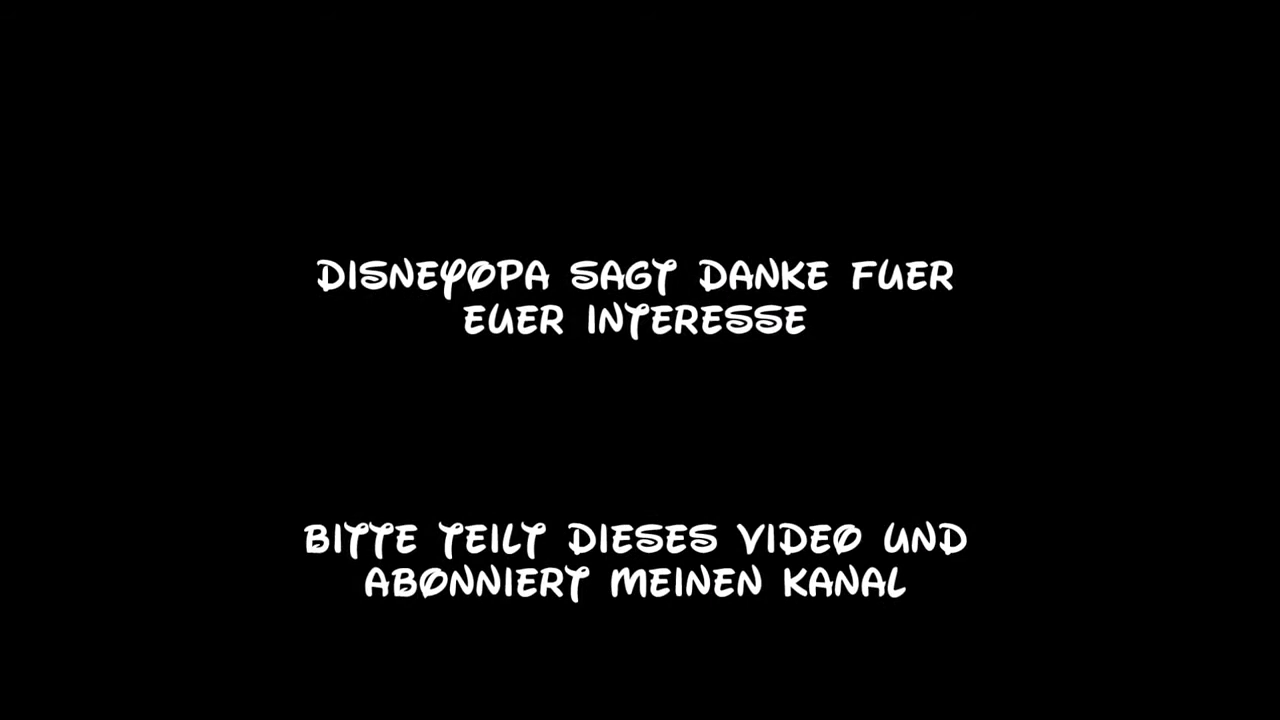 DISNEYOPA SAGT DANKE FUER
EUER INTERESSE
BITTE TEILT DIESES VIDEO UND
ABONNIERT MEINEN KANAL